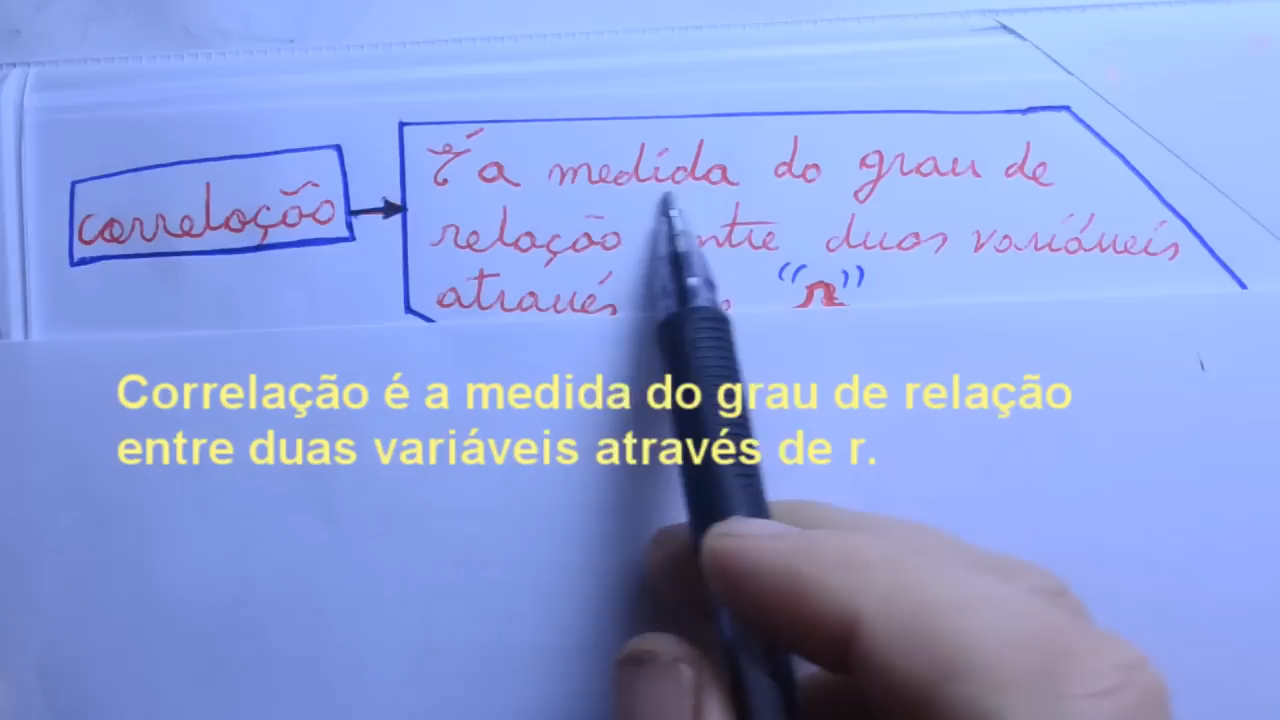 correlação
É a medida do grau de
relação entre duas variáveis
através "r"
Correlação é a medida do grau de relação
entre duas variáveis através de r.